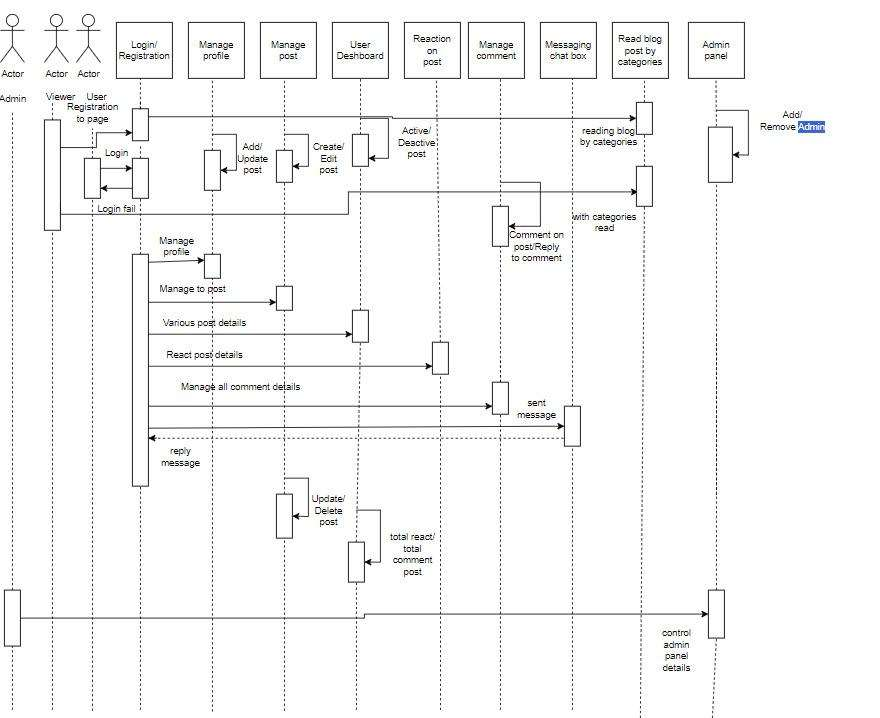 Login/
Registration
Manage
profile
Manage
post
User
Deshboard
Reaction
on
post
Manage
comment
Messaging
chat box
Read blog
post by
categories
Admin
panel
Actor
Actor
Actor
Admin
Viewer
User
Registration
to page
Add/
Remove Admin
reading blog
by categories
Active/
Deactive
post
Add/
Update
post
Create/
Edit
post
Login
Login fail
with categories
read
Comment on
post/Reply
to comment
Manage
profile
Manage to post
Various post details
React post details
Manage all comment details
sent
message
reply
message
Update/
Delete
post
total react/
total
comment
post
control
admin
panel
details